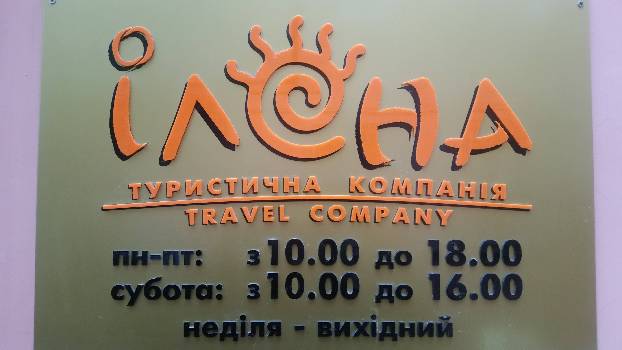 ілона
ТУРИСТИЧНА КОМПАНІЯ
TRAVEL COMPANY
пн-пт: з 10.00 до 18.00
субота: з 10.00 до 16.00
неділя - вихідний